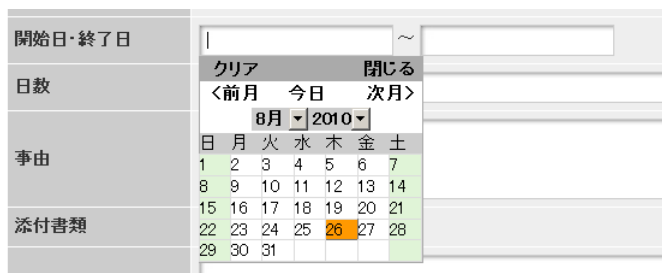 開始日・終了日 ～
クリア 閉じる
日数
<前月 今日 次月>
8月 2010
日 月 火 水 木 金 土
1 2 3 4 5 6 7
事由
8 9 10 11 12 13 14
15 16 17 18 19 20 21
添付書類
22 23 24 25 26 27 28
29 30 31